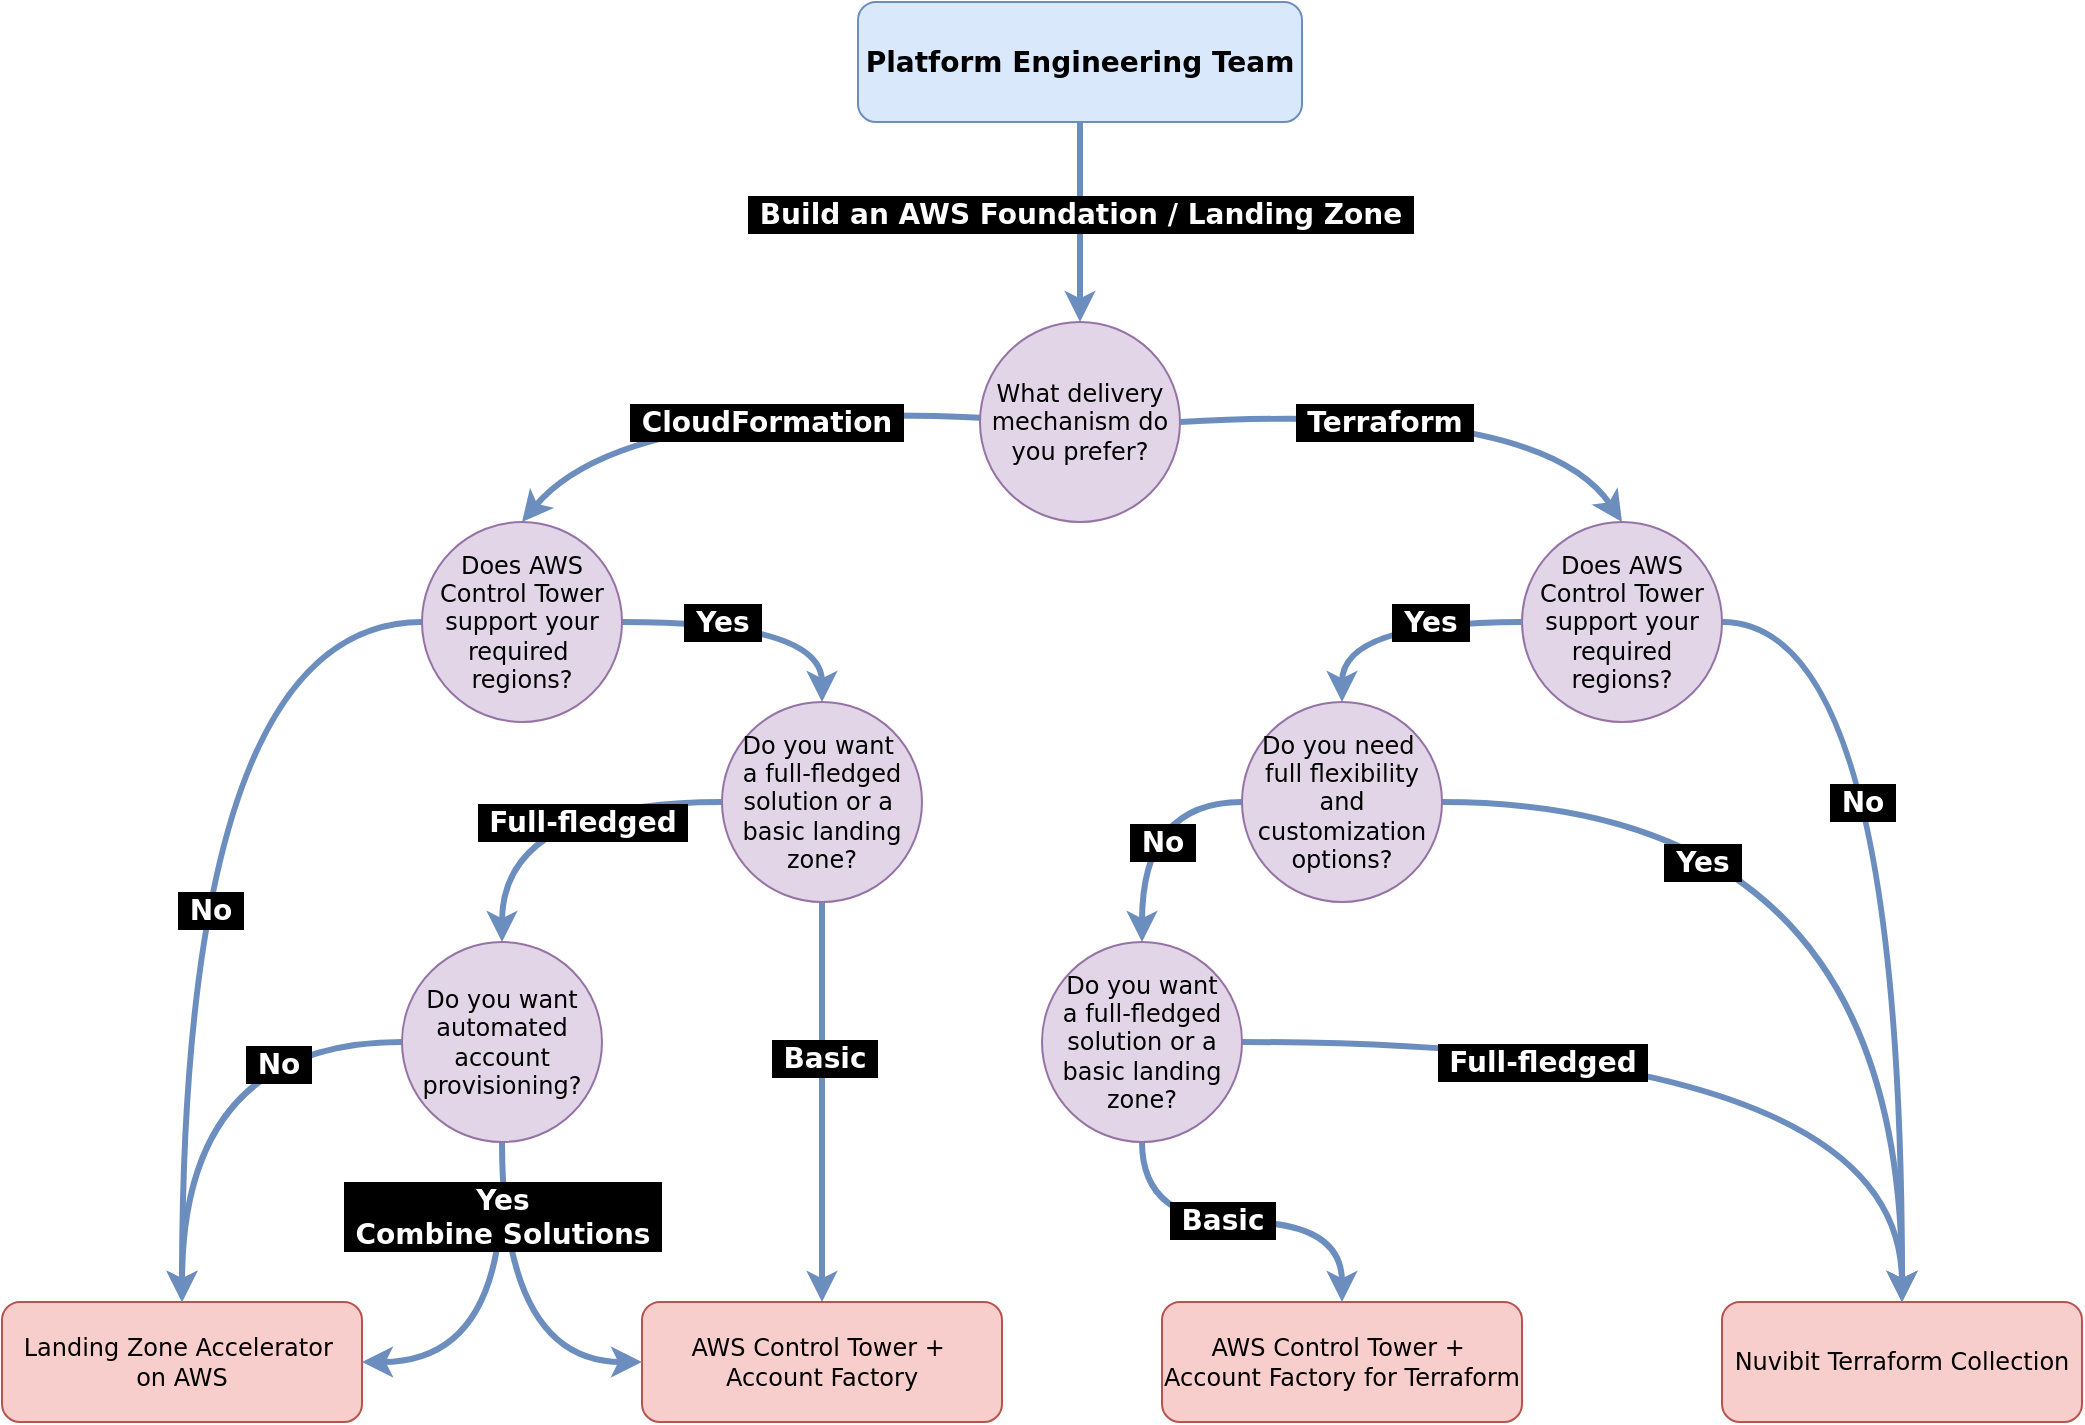 Platform Engineering Team
Build an AWS Foundation / Landing Zone
What delivery
mechanism do
you prefer?
CloudFormation
Terraform
Does AWS
Control Tower
support your
required
regions?
Yes
Yes
Does AWS
Control Tower
support your
required
regions?
Do you want
a full-fledged
solution or a
basic landing
zone?
Do you need
full flexibility
and
customization
options?
No
Full-fledged
No
Yes
No
Do you want
automated
account
provisioning?
Do you want
a full-fledged
solution or a
basic landing
zone?
No
Basic
Full-fledged
Yes
Combine Solutions
Basic
Landing Zone Accelerator
on AWS
AWS Control Tower +
Account Factory
AWS Control Tower +
Account Factory for Terraform
Nuvibit Terraform Collection